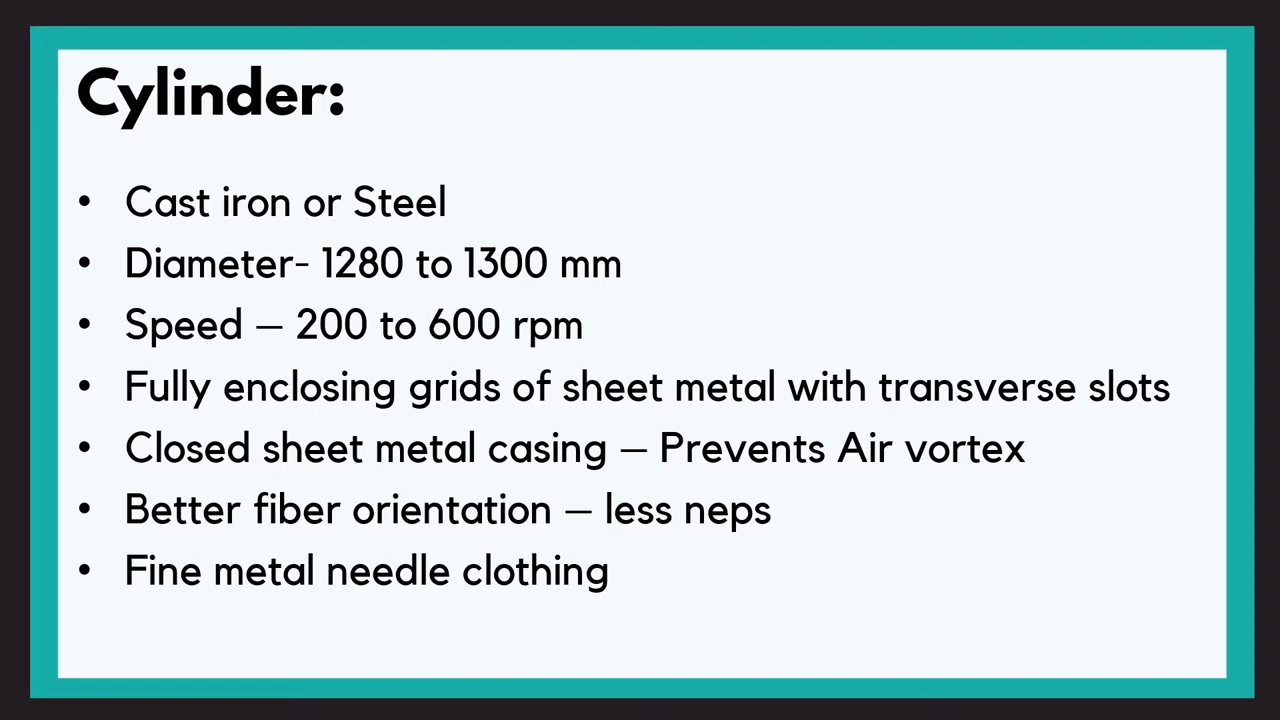 Cylinder:
• Cast iron or Steel
• Diameter- 1280 to 1300 mm
• Speed – 200 to 600 rpm
• Fully enclosing grids of sheet metal with transverse slots
• Closed sheet metal casing – Prevents Air vortex
• Better fiber orientation – less neps
• Fine metal needle clothing